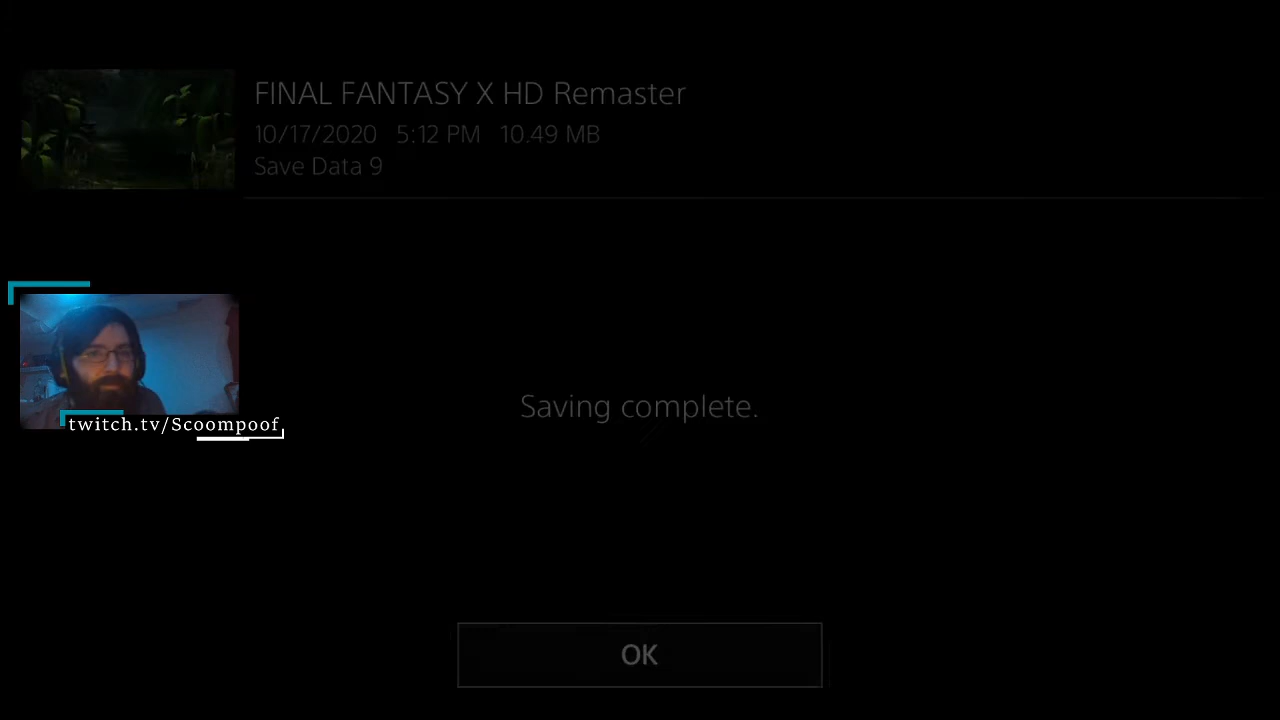 FINAL FANTASY X HD Remaster
10/17/2020 5:12 PM 10.49 MB
Save Data 9
twitch.tv/Scoompoof
Saving complete.
OK